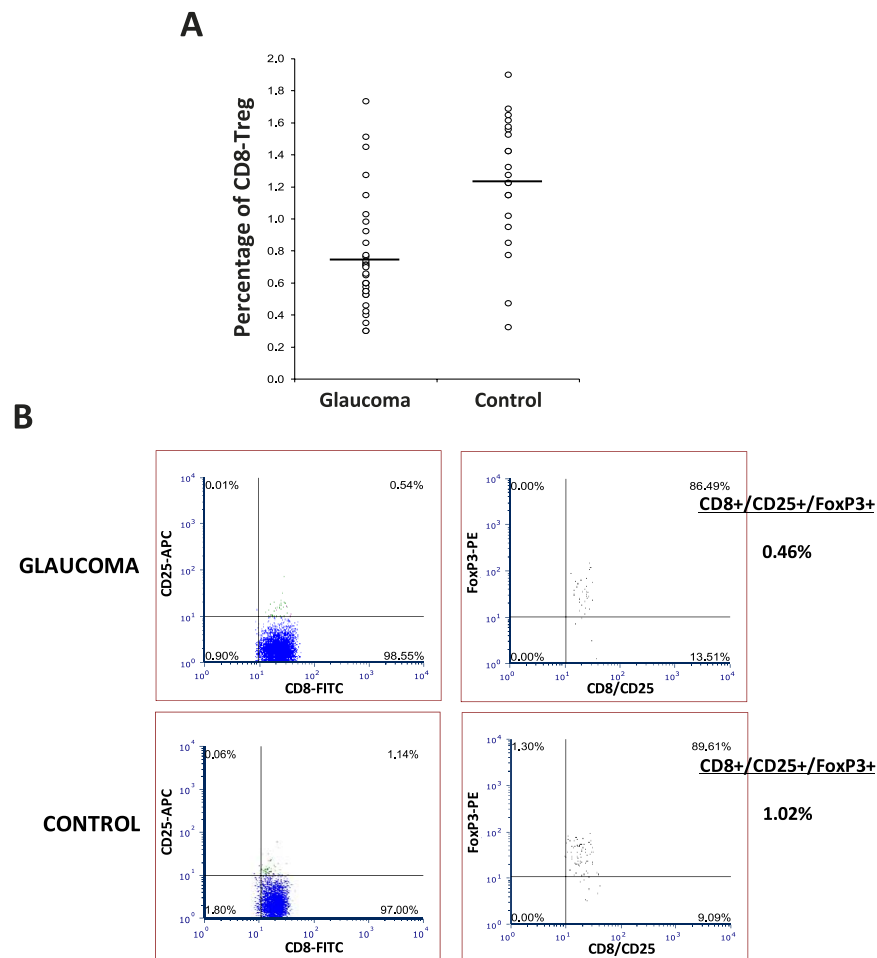 A
Percentage of CD8-Treg
2.0
1.8
1.6
1.4
1.2
1.0
0.8
0.6
0.4
0.2
0.0
Glaucoma Control
B
GLAUCOMA
CD25-APC
10^4
10^3
10^2
10^1
10^0
0.01% 0.54%
0.90% 98.55%
10^0 10^1 10^2 10^3 10^4
CD8-FITC
FoxP3-PE
10^4
10^3
10^2
10^1
10^0
0.00% 86.49%
0.00% 13.51%
10^0 10^1 10^2 10^3 10^4
CD8/CD25
CD8+/CD25+/FoxP3+
0.46%
CONTROL
CD25-APC
10^4
10^3
10^2
10^1
10^0
0.06% 1.14%
1.80% 97.00%
10^0 10^1 10^2 10^3 10^4
CD8-FITC
FoxP3-PE
10^4
10^3
10^2
10^1
10^0
1.30% 89.61%
0.00% 9.09%
10^0 10^1 10^2 10^3 10^4
CD8/CD25
CD8+/CD25+/FoxP3+
1.02%